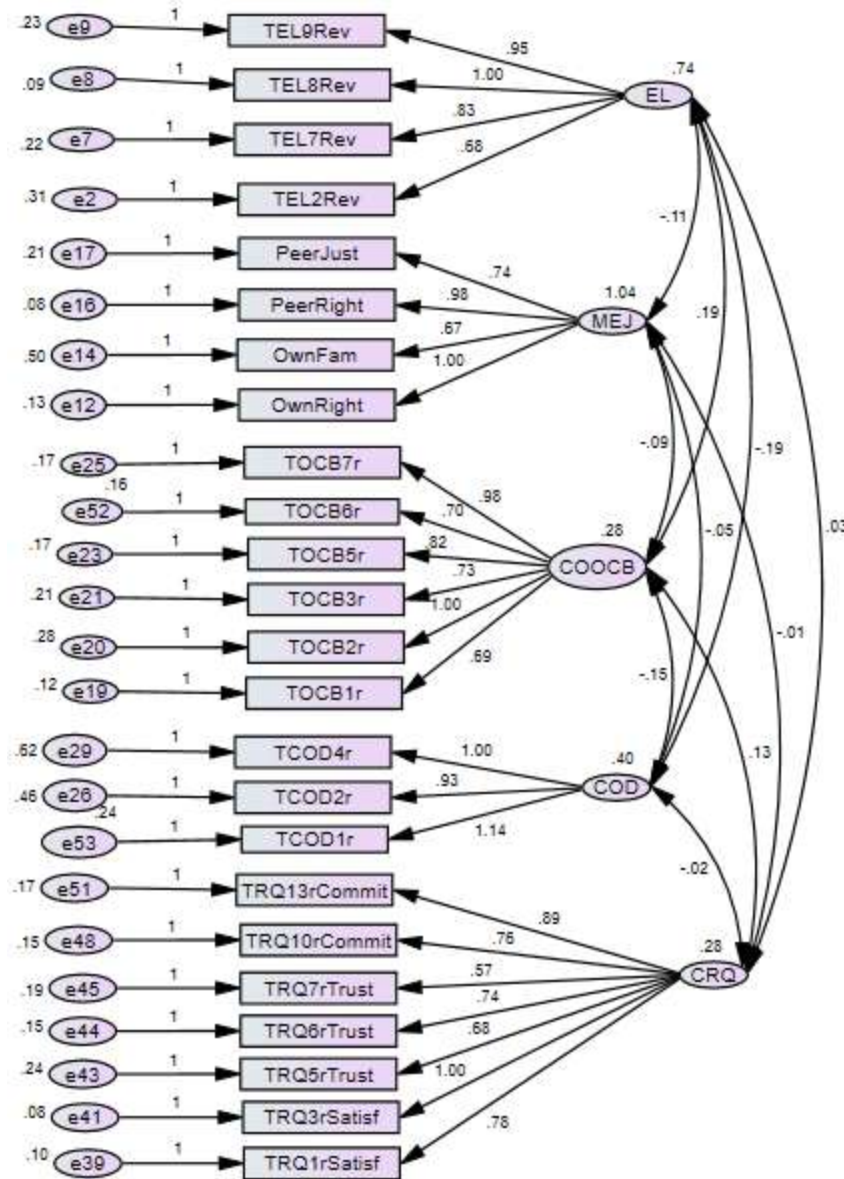 .23 e9 1 TEL9Rev .95 .74
.09 e8 1 TEL8Rev 1.00 EL
.22 e7 1 TEL7Rev .83
.31 e2 1 TEL2Rev .68
-.11
.21 e17 1 PeerJust .74 1.04
.08 e16 1 PeerRight .98 MEJ .19
.50 e14 1 OwnFam .67
.13 e12 1 OwnRight 1.00
-.09 -.19
.17 e25 1 TOCB7r .98
.16 e52 1 TOCB6r .70 .28 -.05 .03
.17 e23 1 TOCB5r .82 COOCB
.21 e21 1 TOCB3r .73
.28 e20 1 TOCB2r 1.00 -.01
.12 e19 1 TOCB1r .69 -.15
.62 e29 1 TCOD4r 1.00 .40 .13
.46 e26 1 TCOD2r .93 COD
.24 e53 1 TCOD1r 1.14
-.02
.17 e51 1 TRQ13rCommit .89
.15 e48 1 TRQ10rCommit .76 .28
.19 e45 1 TRQ7rTrust .57 CRQ
.15 e44 1 TRQ6rTrust .74
.24 e43 1 TRQ5rTrust .68
.08 e41 1 TRQ3rSatisf 1.00
.10 e39 1 TRQ1rSatisf .78